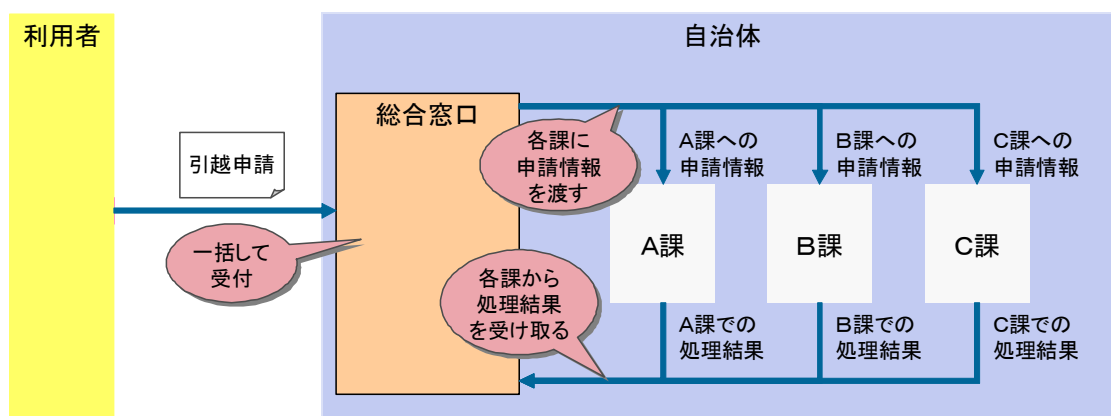 利用者
自治体
総合窓口
引越申請
一括して
受付
各課に
申請情報
を渡す
A課への
申請情報
B課への
申請情報
C課への
申請情報
A課
B課
C課
各課から
処理結果
を受け取る
A課での
処理結果
B課での
処理結果
C課での
処理結果